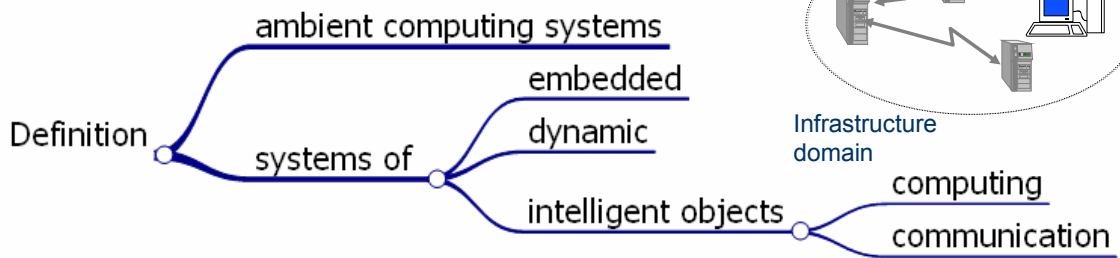 ambient computing systems
embedded
Definition
dynamic
systems of
intelligent objects
computing
communication
Infrastructure
domain